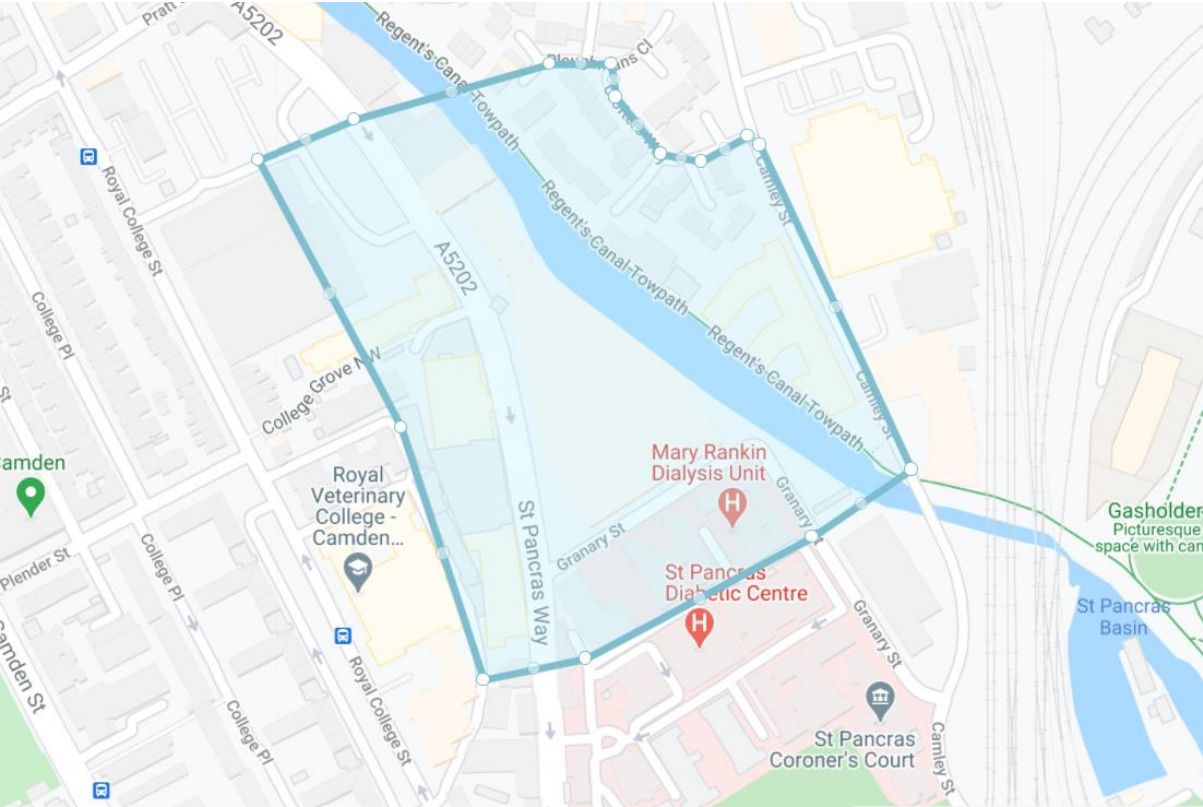 Pratt
A5202
Regent's Canal Towpath
Royal College St
A5202
Regent's Canal Towpath
Camley St
College Pl
College Grove NW
Regent's Canal Towpath
Camley St
Camden
Royal
Veterinary
College -
Camden...
Mary Rankin
Dialysis Unit
H
Granary
St Pancras Way
Granary St
Gasholder
Picturesque
space with can
Plender St
College Pl
St Pancras
Diabetic Centre
H
Granary St
St Pancras
Basin
Camden St
College Pl
Royal College St
St Pancras
Coroner's Court
Camley St